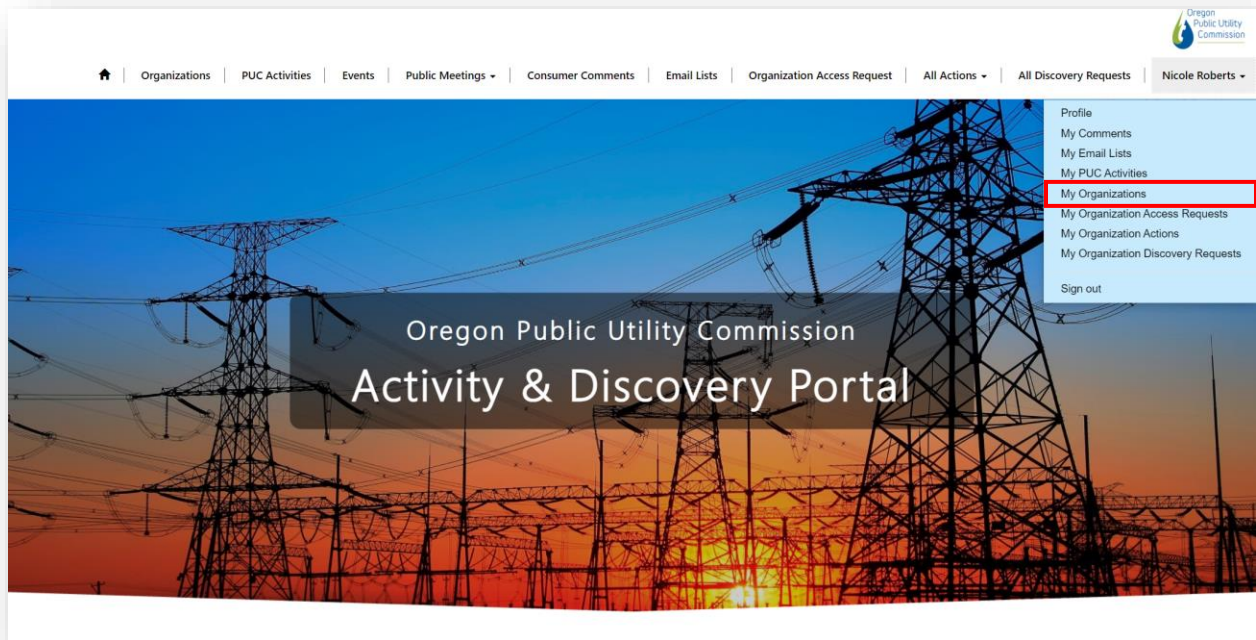 Oregon
Public Utility
Commission
Organizations PUC Activities Events Public Meetings Consumer Comments Email Lists Organization Access Request All Actions All Discovery Requests Nicole Roberts
Profile
My Comments
My Email Lists
My PUC Activities
My Organizations
My Organization Access Requests
My Organization Actions
My Organization Discovery Requests
Sign out
Oregon Public Utility Commission
Activity & Discovery Portal